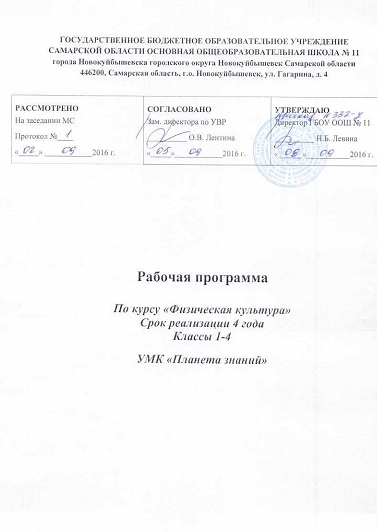 ГОСУДАРСТВЕННОЕ БЮДЖЕТНОЕ ОБРАЗОВАТЕЛЬНОЕ УЧРЕЖДЕНИЕ
САМАРСКОЙ ОБЛАСТИ ОСНОВНАЯ ОБЩЕОБРАЗОВАТЕЛЬНАЯ ШКОЛА № 11
города Новокуйбышевск городского округа Новокуйбышевск Самарской области
446200, Самарская область, г.о. Новокуйбышевск, ул. Гагарина, д. 4
РАССМОТРЕНО
На заседании МС
Протокол № 1
«02» 09 2016 г.
СОГЛАСОВАНО
Зам. директора по УВР
О.В. Лентина
«05» 09 2016 г.
УТВЕРЖДАЮ
Директор ГБОУ ООШ № 11
Н.Б. Левина
09 2016 г.
Рабочая программа
По курсу «Физическая культура»
Срок реализации 4 года
Классы 1-4
УМК «Планета знаний»